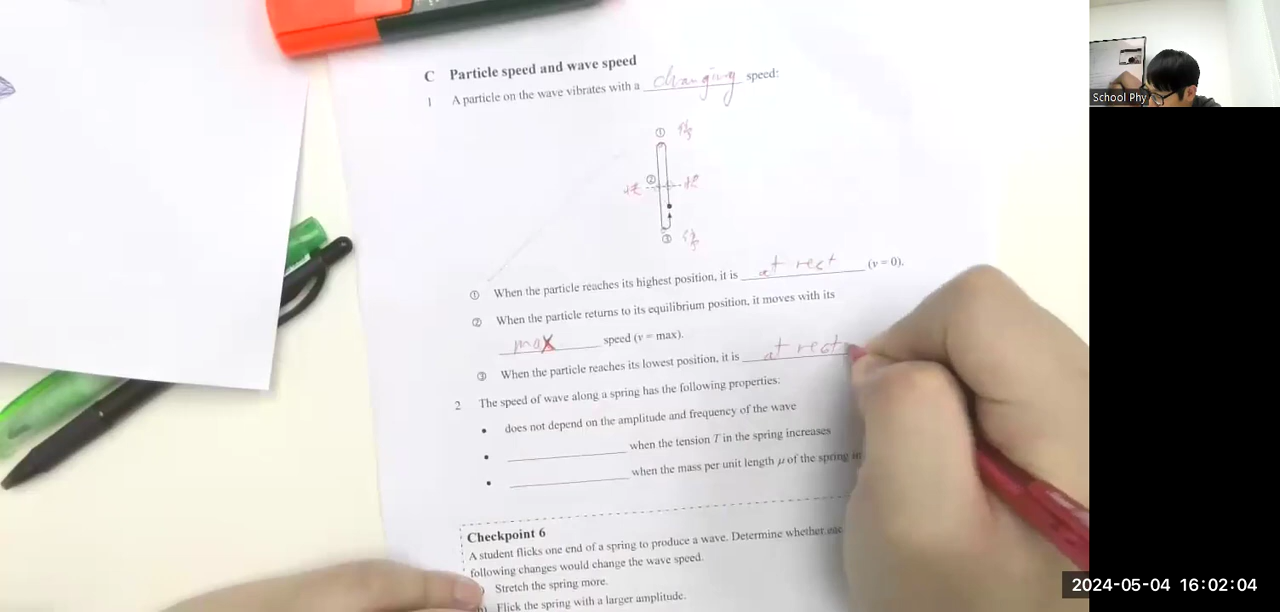 C Particle speed and wave speed
1 A particle on the wave vibrates with a changing speed:
①
②
③
① When the particle reaches its highest position, it is at rest (v = 0).
② When the particle returns to its equilibrium position, it moves with its
max speed (v = max).
③ When the particle reaches its lowest position, it is at rest
2 The speed of wave along a spring has the following properties:
• does not depend on the amplitude and frequency of the wave
• when the tension T in the spring increases
• when the mass per unit length μ of the spring
Checkpoint 6
A student flicks one end of a spring to produce a wave. Determine whether
following changes would change the wave speed.
Stretch the spring more.
Flick the spring with a larger amplitude.
School Phy
2024-05-04 16:02:04